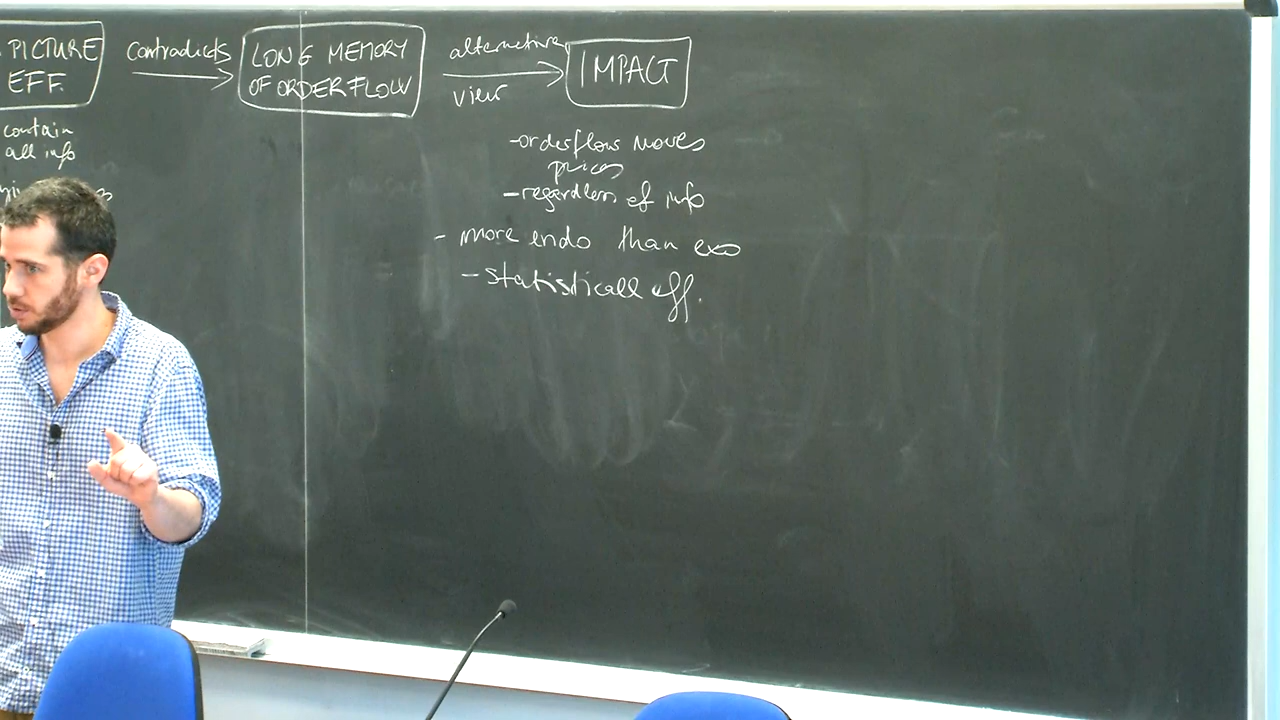 PICTURE
EFF.
contain
all info
contradicts
LONG MEMORY
OF ORDERFLOW
alternative
view
IMPACT
-orderflow moves
prices
-regardless of info
- more endo than exo
- statisticall eff.